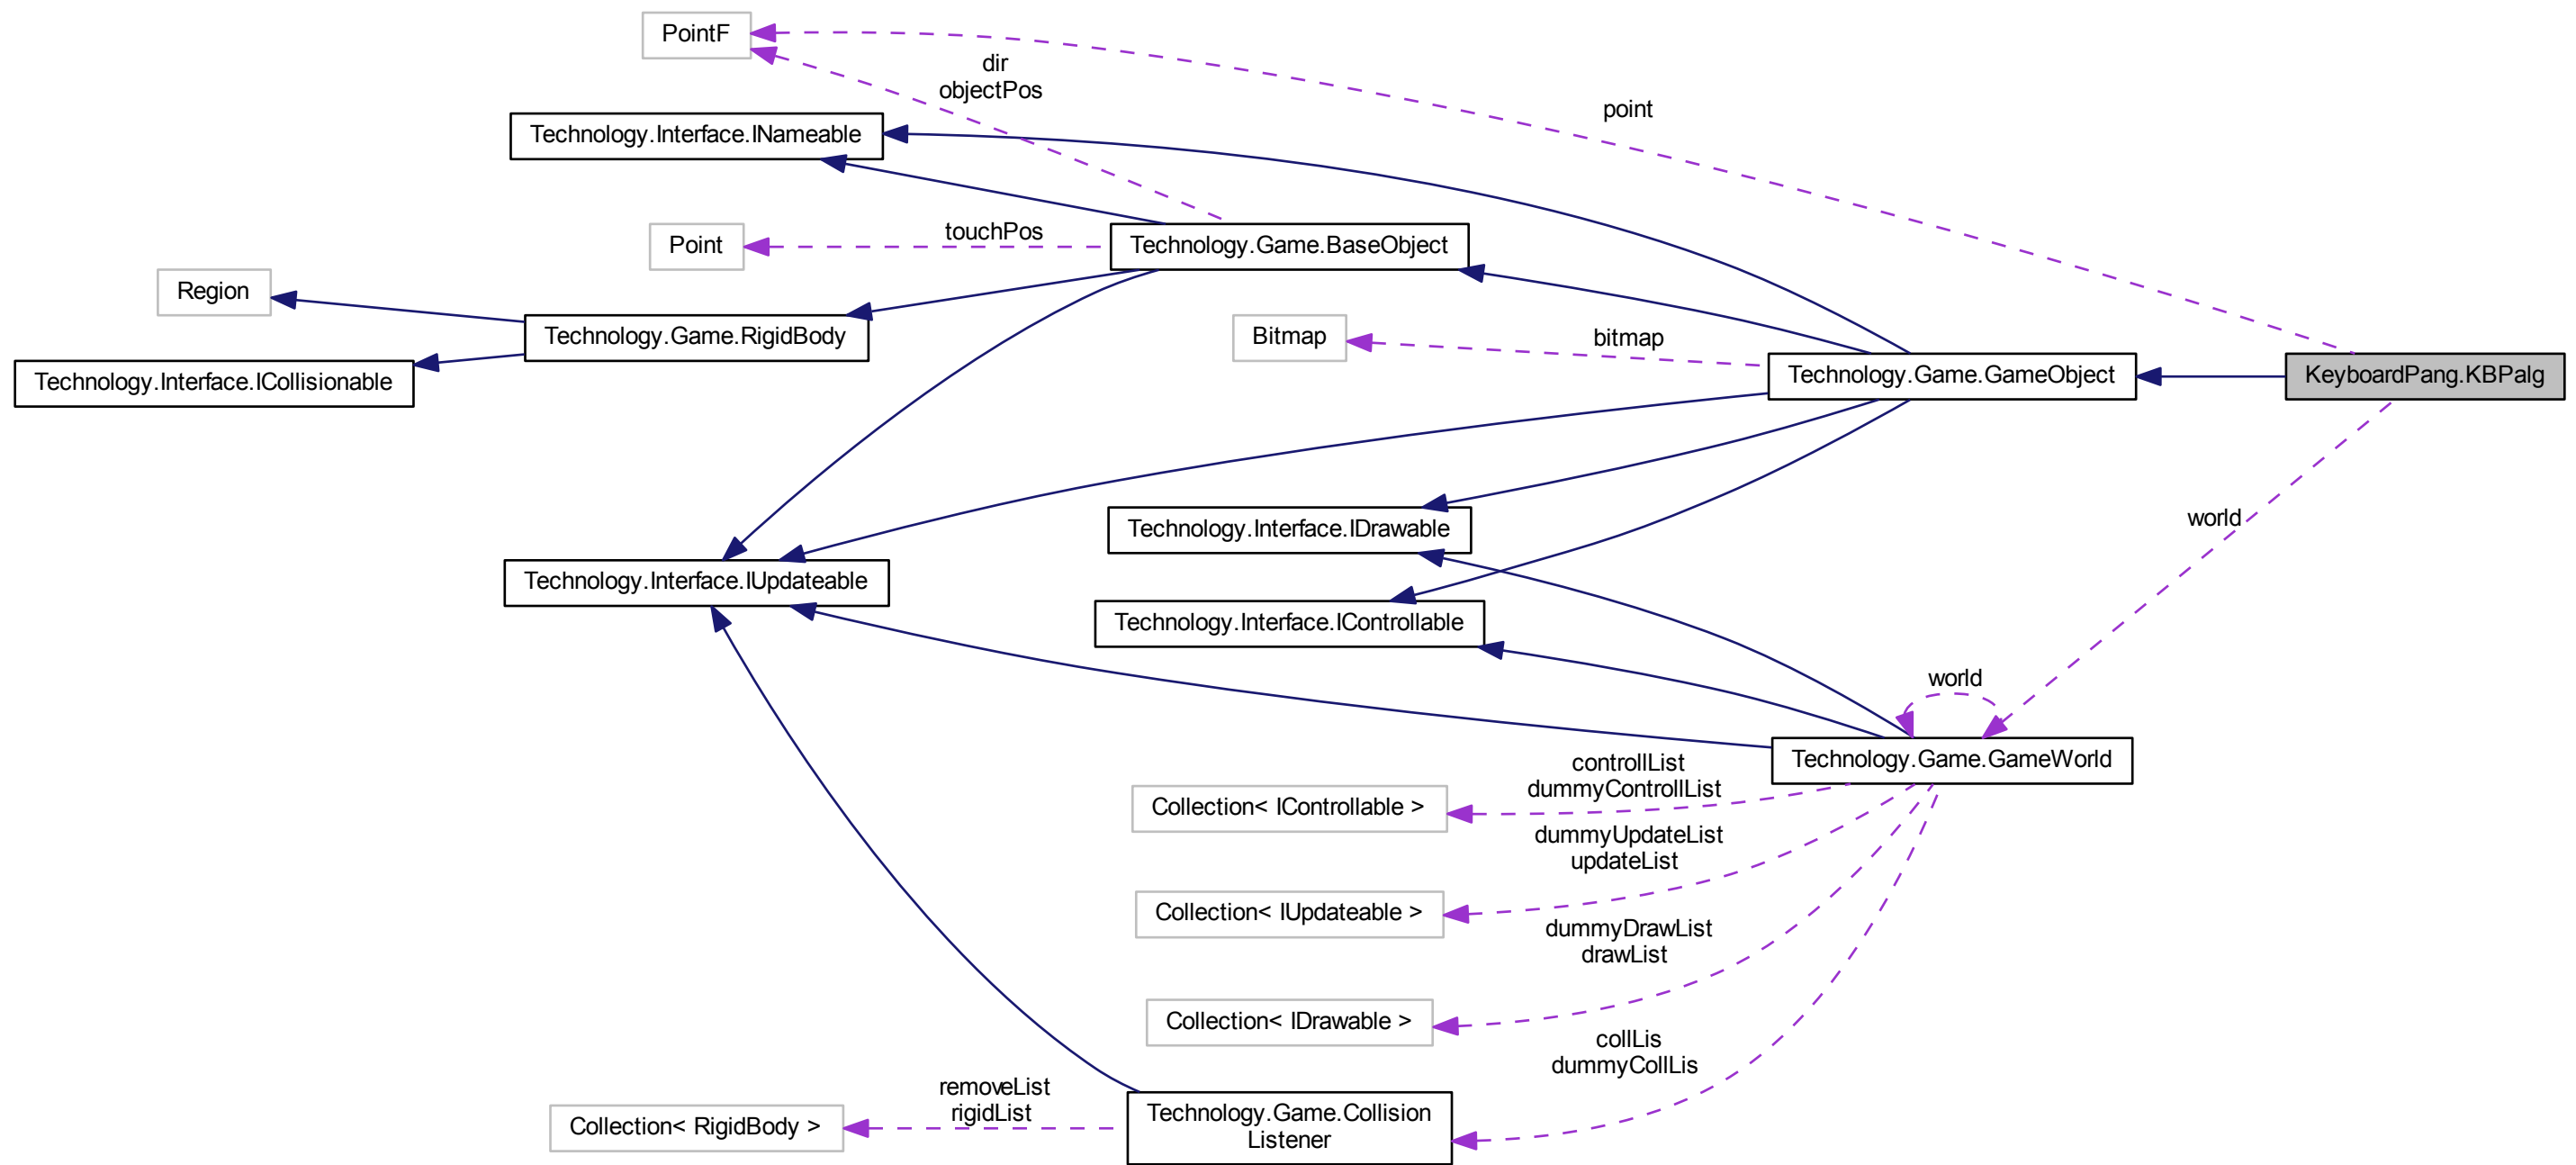 PointF
dir
objectPos
point
Technology.Interface.INameable
Point
touchPos
Technology.Game.BaseObject
Region
Technology.Game.RigidBody
Bitmap
bitmap
Technology.Interface.ICollisionable
Technology.Game.GameObject
KeyboardPang.KBPalg
Technology.Interface.IDrawable
world
Technology.Interface.IUpdateable
Technology.Interface.IControllable
world
Technology.Game.GameWorld
controllList
dummyControllList
Collection< IControllable >
dummyUpdateList
updateList
Collection< IUpdateable >
dummyDrawList
drawList
Collection< IDrawable >
collLis
dummyCollLis
removeList
rigidList
Collection< RigidBody >
Technology.Game.Collision
Listener